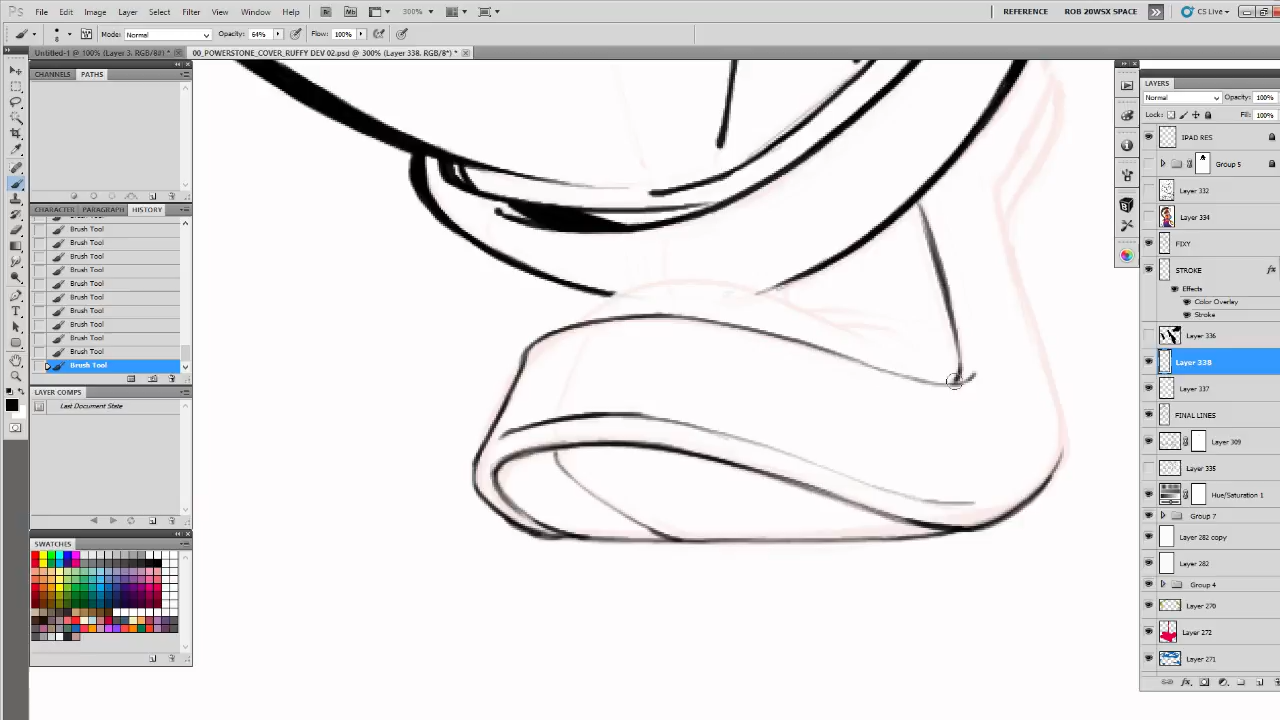 Ps File Edit Image Layer Select Filter Analysis View Window Help Br Mb 300% REFERENCE ROB 20WSX SPACE CS Live
8 Mode: Normal Opacity: 64% Flow: 100%
Untitled-1 @ 100% (Layer 3, RGB/8#) * 00_POWERSTONE_COVER_RUFFY DEV 02.psd @ 300% (Layer 338, RGB/8*) *
CHANNELS PATHS
CHARACTER PARAGRAPH HISTORY
Brush Tool
Brush Tool
Brush Tool
Brush Tool
Brush Tool
Brush Tool
Brush Tool
Brush Tool
Brush Tool
Brush Tool
Brush Tool
LAYER COMPS
Last Document State
SWATCHES
LAYERS
Normal Opacity: 100%
Lock: Fill: 100%
IPAD RES
Group 5
Layer 332
Layer 334
FIXY
STROKE fx
Effects
Color Overlay
Stroke
Layer 336
Layer 338
Layer 337
FINAL LINES
Layer 309
Layer 335
Hue/Saturation 1
Group 7
Layer 282 copy
Layer 282
Group 4
Layer 270
Layer 272
Layer 271